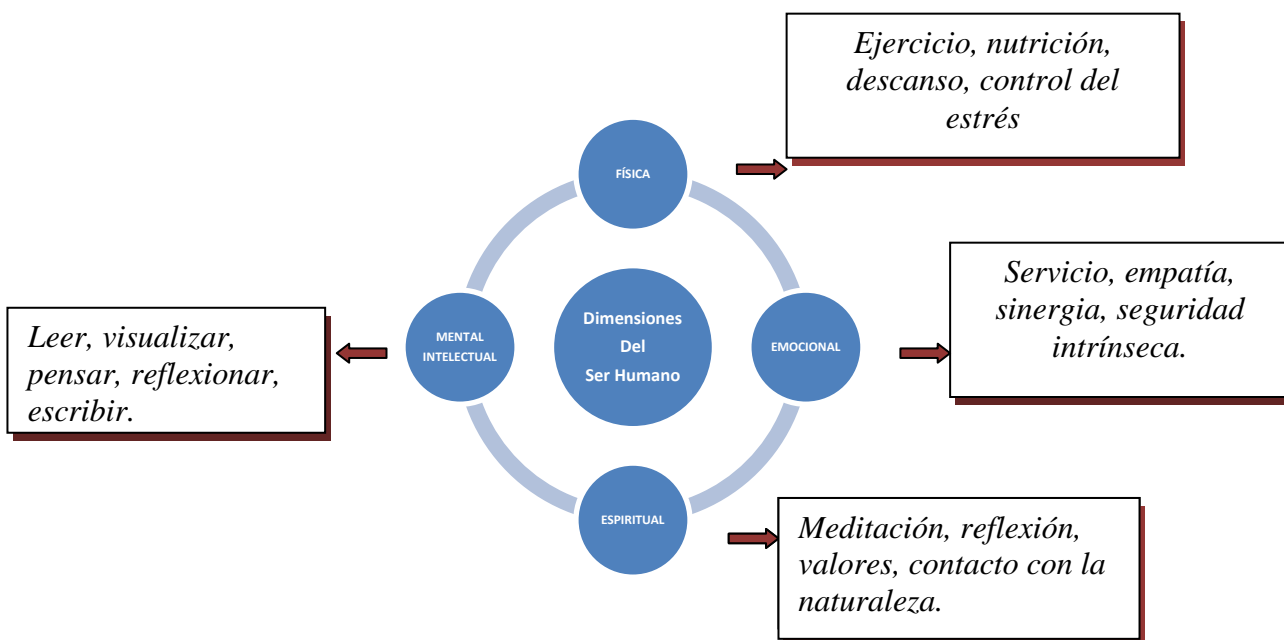 Ejercicio, nutrición,
descanso, control del
estrés
FÍSICA
Servicio, empatía,
sinergia, seguridad
intrínseca.
EMOCIONAL
Dimensiones
Del
Ser Humano
MENTAL
INTELECTUAL
Leer, visualizar,
pensar, reflexionar,
escribir.
ESPIRITUAL
Meditación, reflexión,
valores, contacto con la
naturaleza.